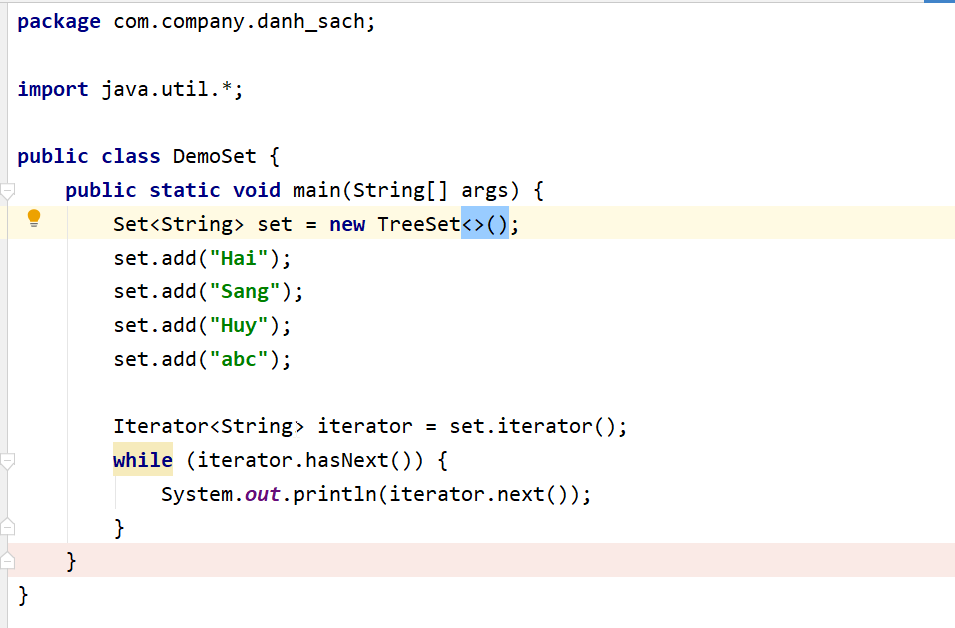 package com.company.danh_sach;
import java.util.*;
public class DemoSet {
public static void main(String[] args) {
Set<String> set = new TreeSet<>();
set.add("Hai");
set.add("Sang");
set.add("Huy");
set.add("abc");
Iterator<String> iterator = set.iterator();
while (iterator.hasNext()) {
System.out.println(iterator.next());
}
}
}